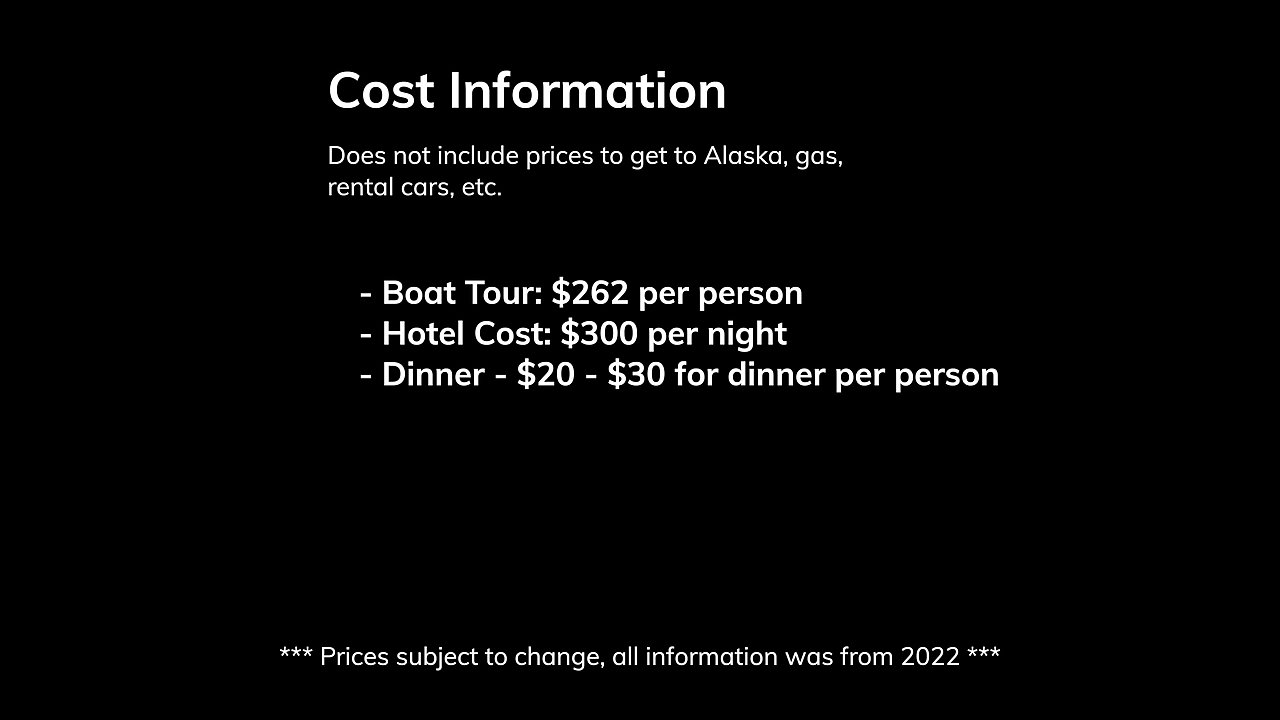 Cost Information
Does not include prices to get to Alaska, gas,
rental cars, etc.
- Boat Tour: $262 per person
- Hotel Cost: $300 per night
- Dinner - $20 - $30 for dinner per person
*** Prices subject to change, all information was from 2022 ***